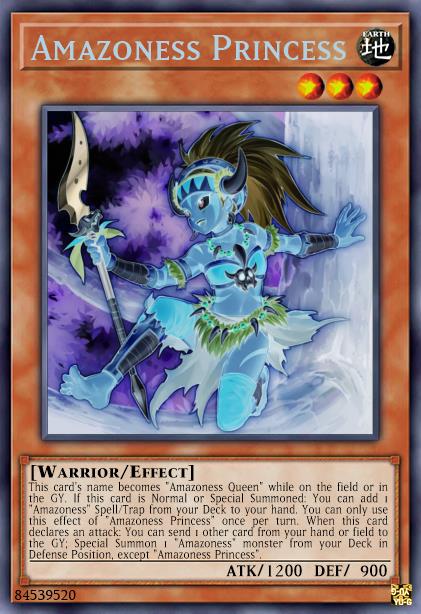 AMAZONESS PRINCESS
EARTH
地
[WARRIOR/EFFECT]
This card's name becomes "Amazoness Queen" while on the field or in
the GY. If this card is Normal or Special Summoned: You can add 1
"Amazoness" Spell/Trap from your Deck to your hand. You can only use
this effect of "Amazoness Princess" once per turn. When this card
declares an attack: You can send 1 other card from your hand or field to
the GY; Special Summon 1 "Amazoness" monster from your Deck in
Defense Position, except "Amazoness Princess".
ATK/1200 DEF/ 900
84539520